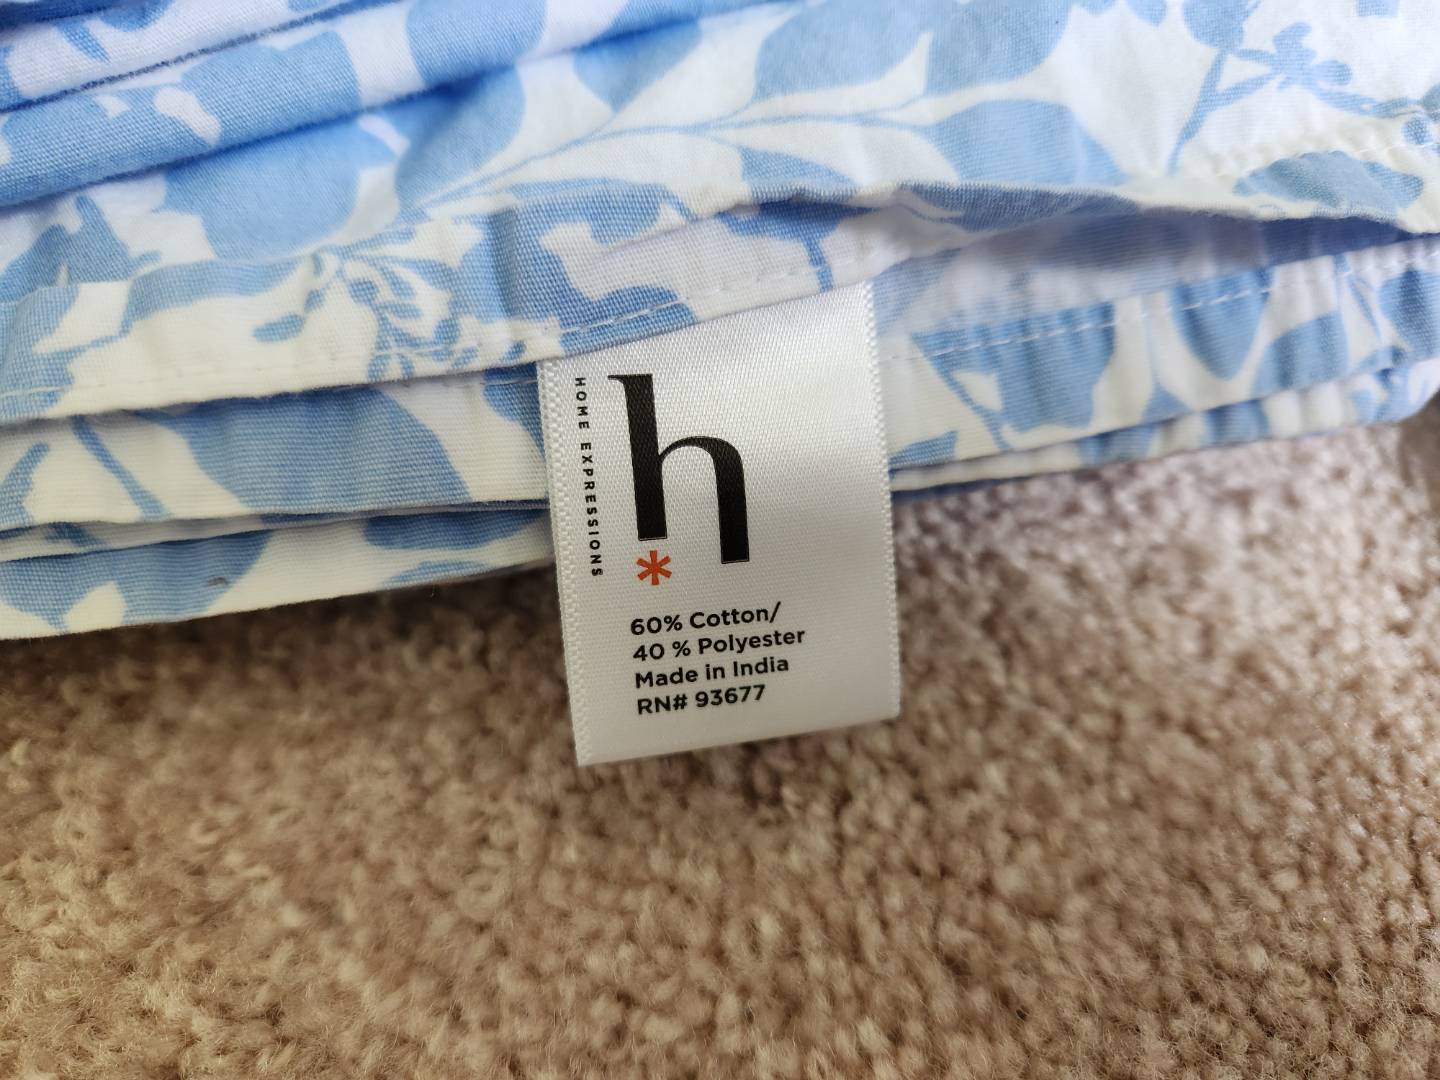 HOME EXPRESSIONS
h
*
60% Cotton/
40 % Polyester
Made in India
RN# 93677